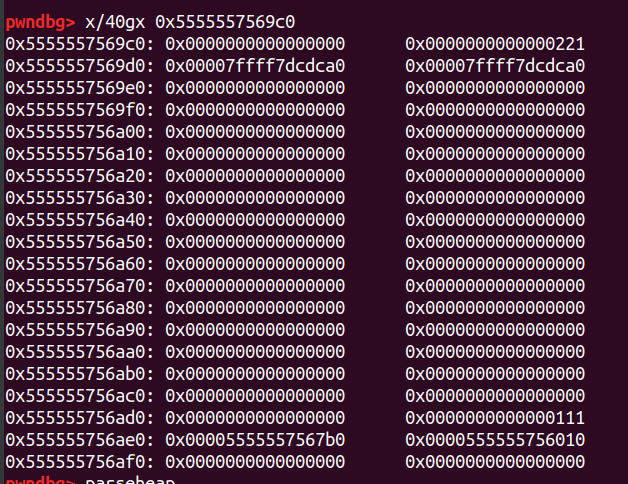 pwndbg> x/40gx 0x5555557569c0
0x5555557569c0: 0x0000000000000000 0x0000000000000221
0x5555557569d0: 0x00007ffff7dcdca0 0x00007ffff7dcdca0
0x5555557569e0: 0x0000000000000000 0x0000000000000000
0x5555557569f0: 0x0000000000000000 0x0000000000000000
0x555555756a00: 0x0000000000000000 0x0000000000000000
0x555555756a10: 0x0000000000000000 0x0000000000000000
0x555555756a20: 0x0000000000000000 0x0000000000000000
0x555555756a30: 0x0000000000000000 0x0000000000000000
0x555555756a40: 0x0000000000000000 0x0000000000000000
0x555555756a50: 0x0000000000000000 0x0000000000000000
0x555555756a60: 0x0000000000000000 0x0000000000000000
0x555555756a70: 0x0000000000000000 0x0000000000000000
0x555555756a80: 0x0000000000000000 0x0000000000000000
0x555555756a90: 0x0000000000000000 0x0000000000000000
0x555555756aa0: 0x0000000000000000 0x0000000000000000
0x555555756ab0: 0x0000000000000000 0x0000000000000000
0x555555756ac0: 0x0000000000000000 0x0000000000000000
0x555555756ad0: 0x0000000000000000 0x0000000000000111
0x555555756ae0: 0x00005555557567b0 0x0000555555756010
0x555555756af0: 0x0000000000000000 0x0000000000000000
pwndbg> parseheap